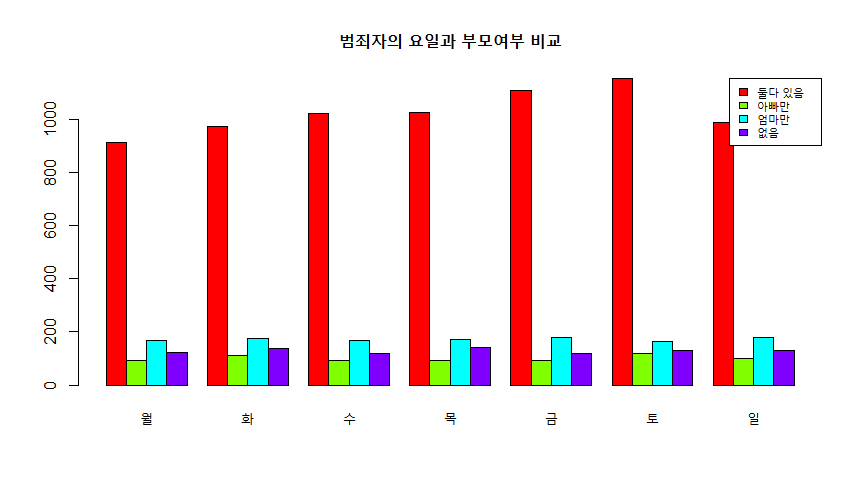 범죄자의 요일과 부모여부 비교
둘다 있음
아빠만
엄마만
없음
1000
800
600
400
200
0
월 화 수 목 금 토 일